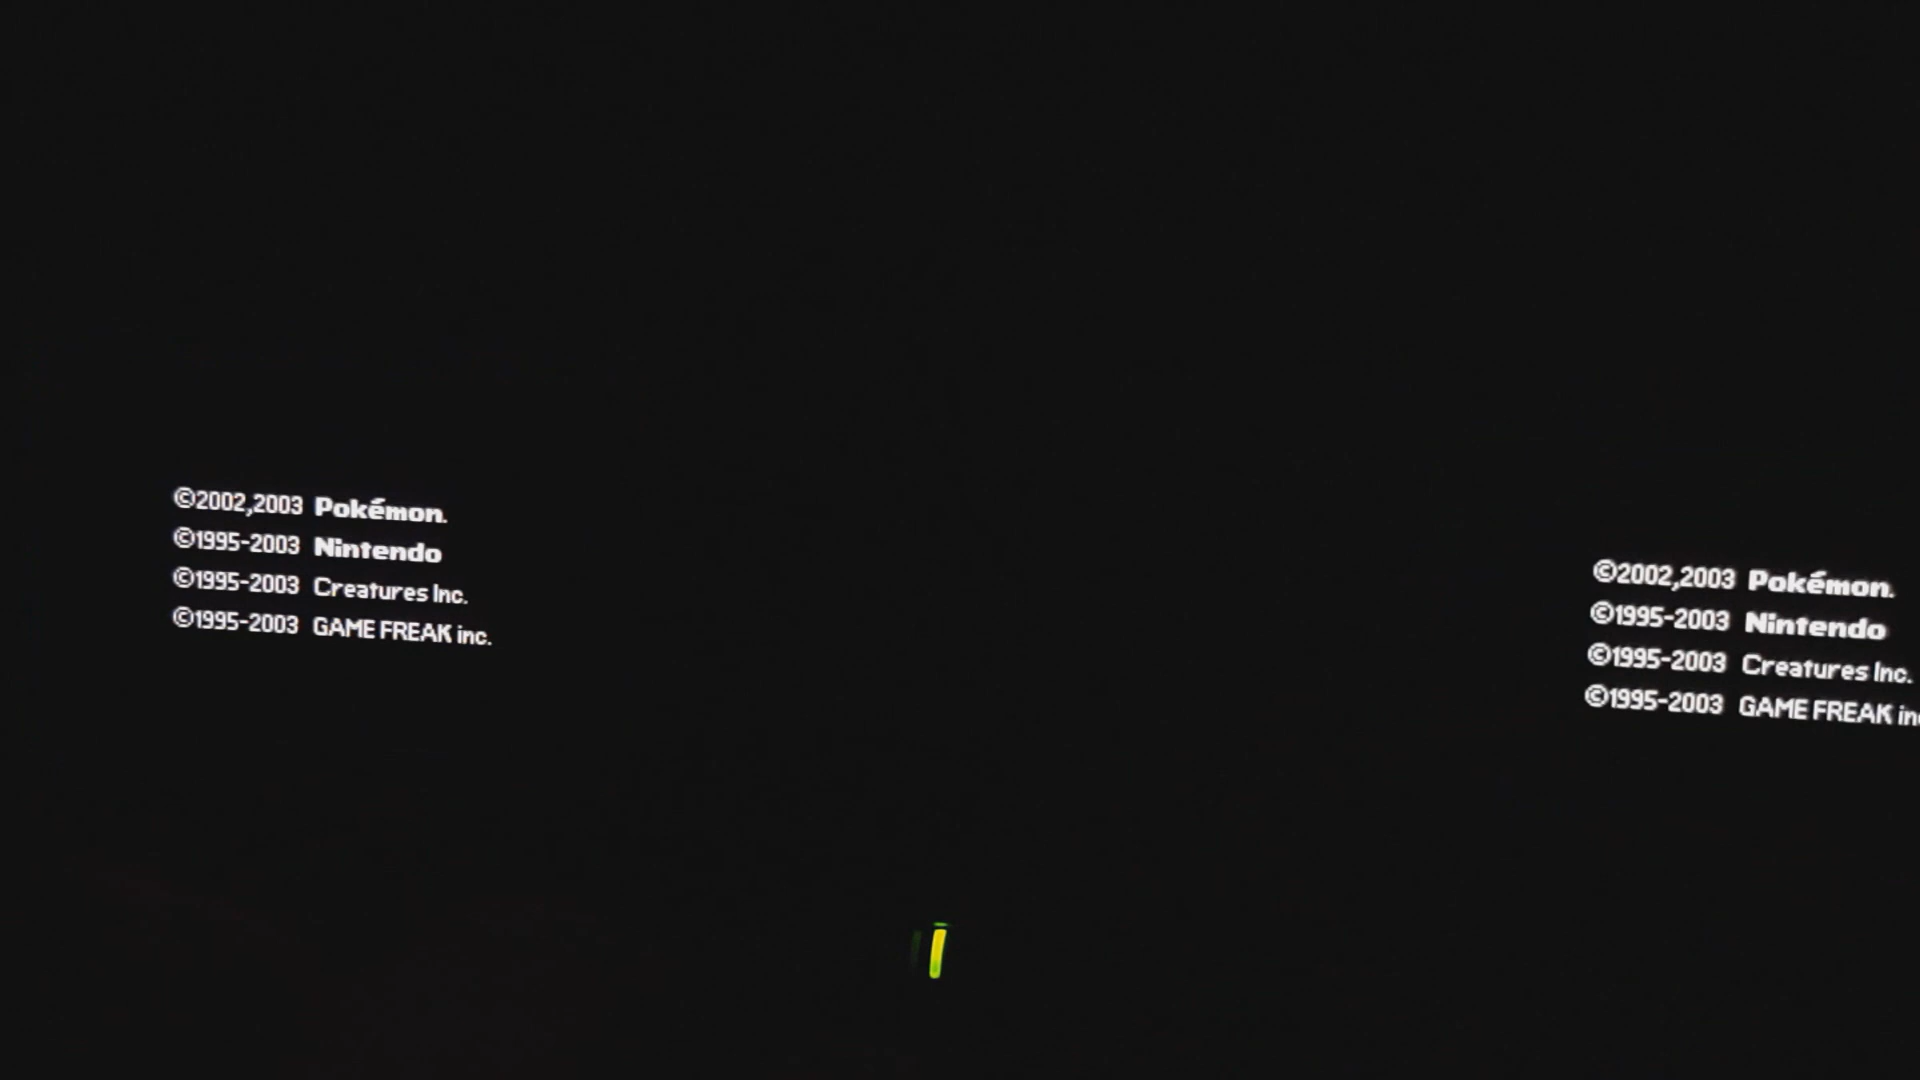 ©2002,2003 Pokémon.
©1995-2003 Nintendo
©1995-2003 Creatures Inc.
©1995-2003 GAME FREAK inc.
©2002,2003 Pokémon.
©1995-2003 Nintendo
©1995-2003 Creatures Inc.
©1995-2003 GAME FREAK inc